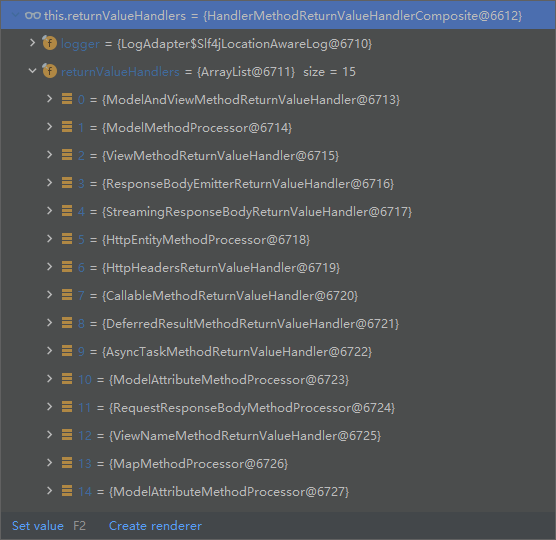 this.returnValueHandlers = {HandlerMethodReturnValueHandlerComposite@6612}
f logger = {LogAdapter$Slf4jLocationAwareLog@6710}
f returnValueHandlers = {ArrayList@6711} size = 15
0 = {ModelAndViewMethodReturnValueHandler@6713}
1 = {ModelMethodProcessor@6714}
2 = {ViewMethodReturnValueHandler@6715}
3 = {ResponseBodyEmitterReturnValueHandler@6716}
4 = {StreamingResponseBodyReturnValueHandler@6717}
5 = {HttpEntityMethodProcessor@6718}
6 = {HttpHeadersReturnValueHandler@6719}
7 = {CallableMethodReturnValueHandler@6720}
8 = {DeferredResultMethodReturnValueHandler@6721}
9 = {AsyncTaskMethodReturnValueHandler@6722}
10 = {ModelAttributeMethodProcessor@6723}
11 = {RequestResponseBodyMethodProcessor@6724}
12 = {ViewNameMethodReturnValueHandler@6725}
13 = {MapMethodProcessor@6726}
14 = {ModelAttributeMethodProcessor@6727}
Set value F2 Create renderer